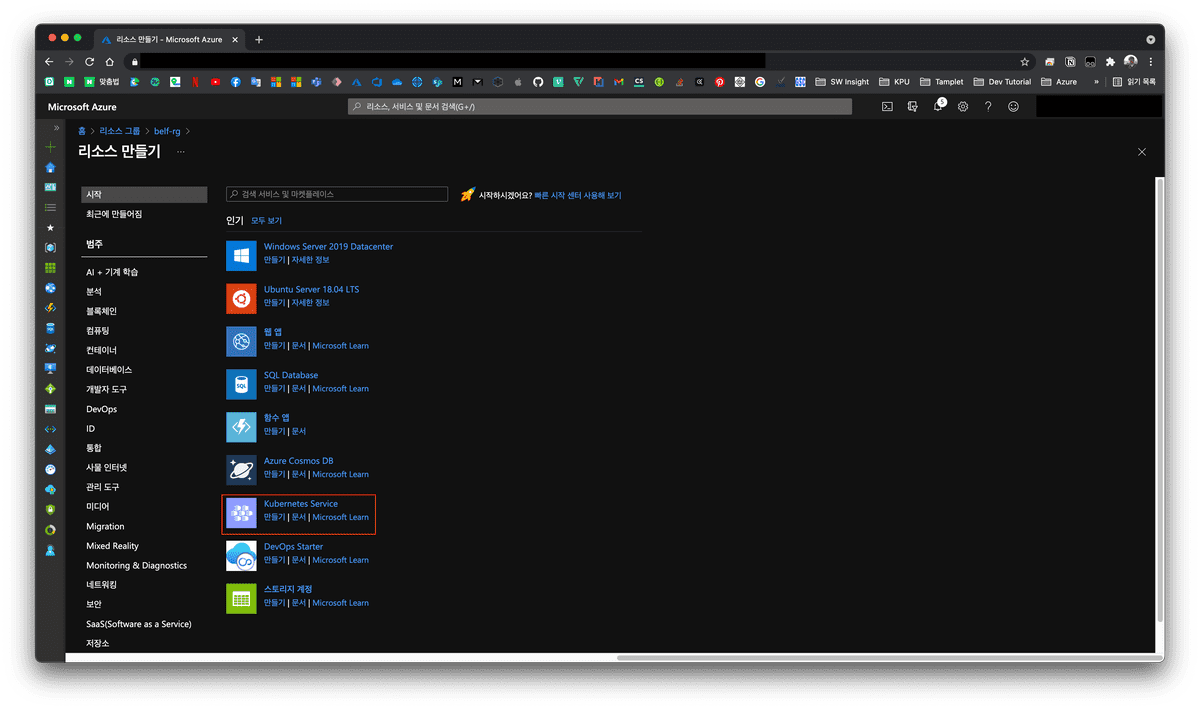 리소스 만들기 - Microsoft Azure
맞춤법
SW Insight
KPU
Tamplet
Dev Tutorial
Azure
»
읽기 목록
Microsoft Azure
리소스, 서비스 및 문서 검색(G+/)
5
홈 > 리소스 그룹 > belf-rg >
리소스 만들기 ...
시작
최근에 만들어짐
범주
AI + 기계 학습
분석
블록체인
컴퓨팅
컨테이너
데이터베이스
개발자 도구
DevOps
ID
통합
사물 인터넷
관리 도구
미디어
Migration
Mixed Reality
Monitoring & Diagnostics
네트워킹
보안
SaaS(Software as a Service)
저장소
검색 서비스 및 마켓플레이스
시작하시겠어요? 빠른 시작 센터 사용해 보기
인기 모두 보기
Windows Server 2019 Datacenter
만들기 | 자세한 정보
Ubuntu Server 18.04 LTS
만들기 | 자세한 정보
웹 앱
만들기 | 문서 | Microsoft Learn
SQL Database
만들기 | 문서 | Microsoft Learn
함수 앱
만들기 | 문서
Azure Cosmos DB
만들기 | 문서 | Microsoft Learn
Kubernetes Service
만들기 | 문서 | Microsoft Learn
DevOps Starter
만들기 | 문서 | Microsoft Learn
스토리지 계정
만들기 | 문서 | Microsoft Learn